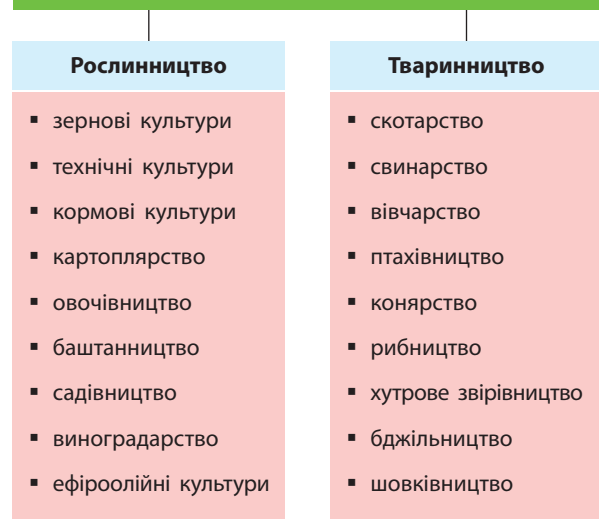 Рослинництво
зернові культури
технічні культури
кормові культури
картоплярство
овочівництво
баштанництво
садівництво
виноградарство
ефіроолійні культури
Тваринництво
скотарство
свинарство
вівчарство
птахівництво
конярство
рибництво
хутрове звірівництво
бджільництво
шовківництво